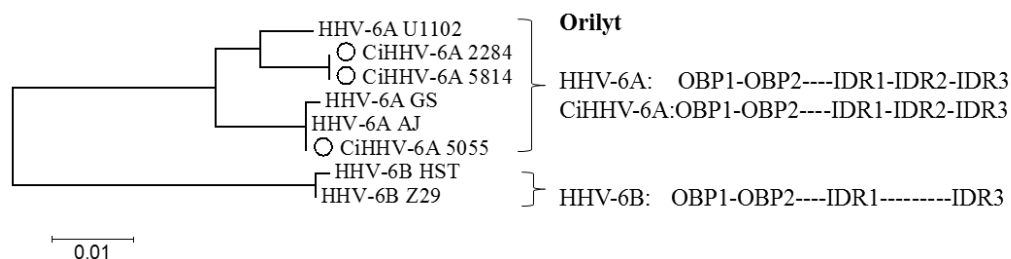 HHV-6A U1102
CiHHV-6A 2284
CiHHV-6A 5814
HHV-6A GS
HHV-6A AJ
CiHHV-6A 5055
HHV-6B HST
HHV-6B Z29
0.01
Orilyt
HHV-6A: OBP1-OBP2----IDR1-IDR2-IDR3
CiHHV-6A:OBP1-OBP2----IDR1-IDR2-IDR3
HHV-6B: OBP1-OBP2----IDR1---------IDR3